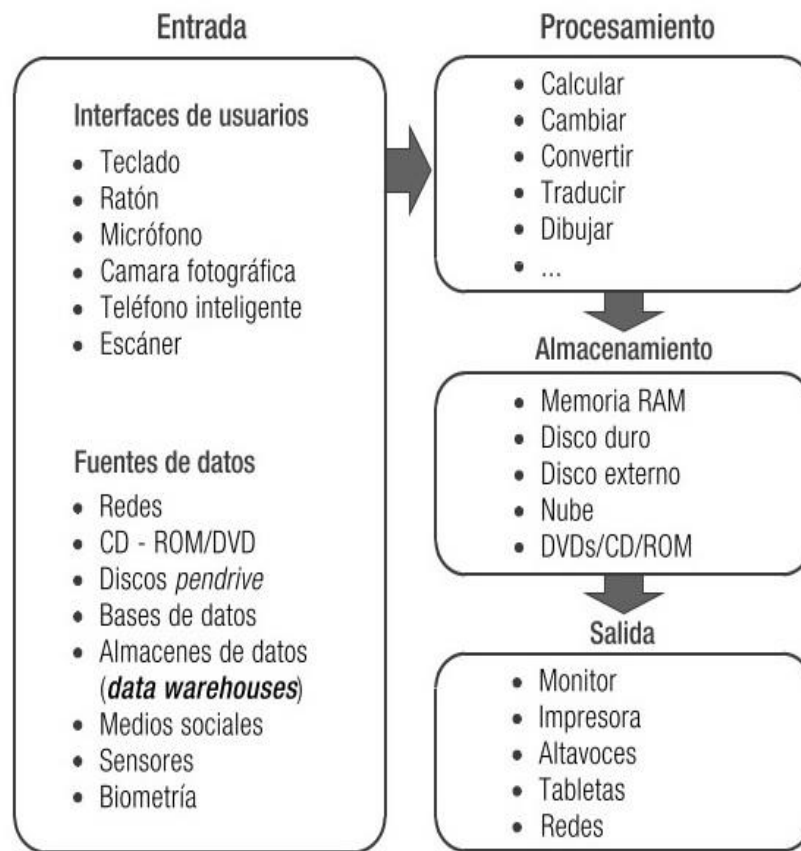 Entrada
Interfaces de usuarios
• Teclado
• Ratón
• Micrófono
• Camara fotográfica
• Teléfono inteligente
• Escáner
Fuentes de datos
• Redes
• CD - ROM/DVD
• Discos pendrive
• Bases de datos
• Almacenes de datos
(data warehouses)
• Medios sociales
• Sensores
• Biometría
Procesamiento
• Calcular
• Cambiar
• Convertir
• Traducir
• Dibujar
• ...
Almacenamiento
• Memoria RAM
• Disco duro
• Disco externo
• Nube
• DVDs/CD/ROM
Salida
• Monitor
• Impresora
• Altavoces
• Tabletas
• Redes